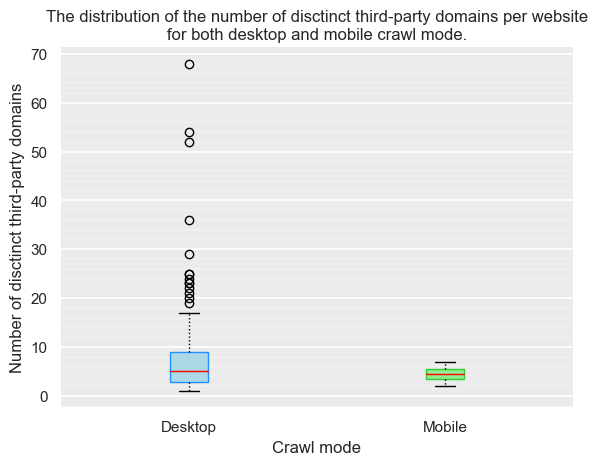 The distribution of the number of disctinct third-party domains per website
for both desktop and mobile crawl mode.
Number of disctinct third-party domains
70
60
50
40
30
20
10
0
Desktop
Mobile
Crawl mode